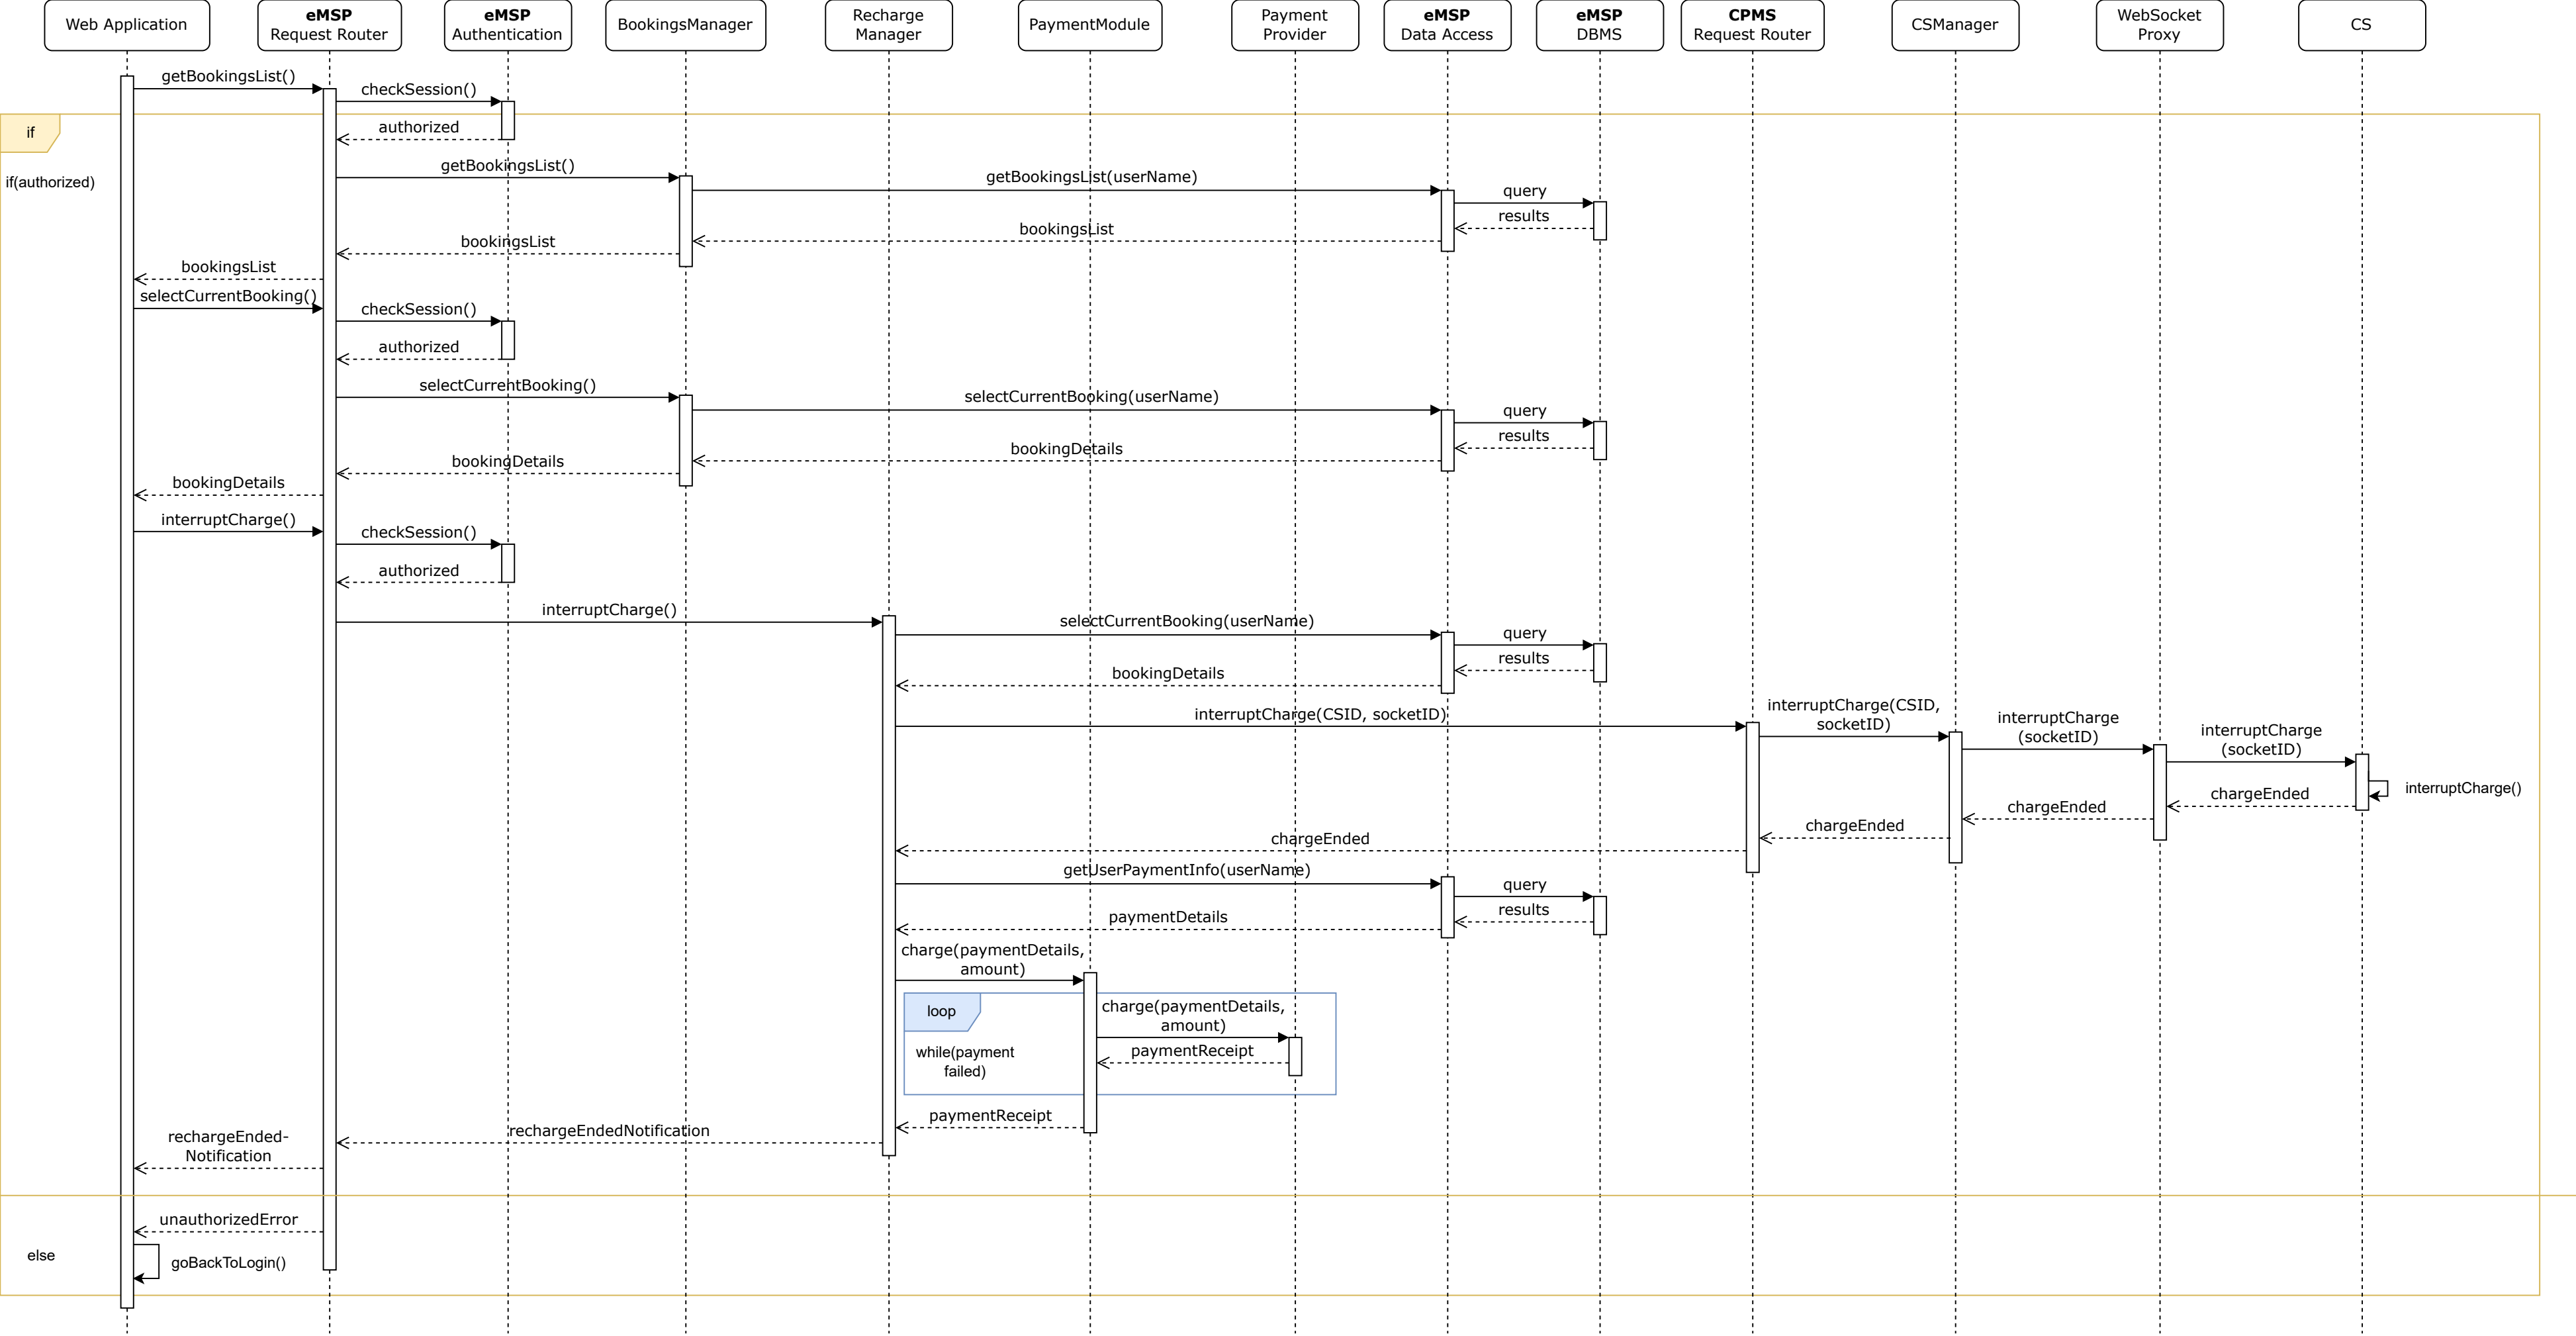 Web Application
eMSP
Request Router
eMSP
Authentication
BookingsManager
Recharge
Manager
PaymentModule
Payment
Provider
eMSP
Data Access
eMSP
DBMS
CPMS
Request Router
CSManager
WebSocket
Proxy
CS
getBookingsList()
checkSession()
if
authorized
if(authorized)
getBookingsList()
getBookingsList(userName)
query
results
bookingsList
bookingsList
bookingsList
selectCurrentBooking()
checkSession()
authorized
selectCurrentBooking()
selectCurrentBooking(userName)
query
results
bookingDetails
bookingDetails
bookingDetails
interruptCharge()
checkSession()
authorized
interruptCharge()
selectCurrentBooking(userName)
query
results
bookingDetails
interruptCharge(CSID, socketID)
interruptCharge(CSID,
socketID)
interruptCharge
(socketID)
interruptCharge
(socketID)
interruptCharge()
chargeEnded
chargeEnded
chargeEnded
chargeEnded
getUserPaymentInfo(userName)
query
results
paymentDetails
charge(paymentDetails,
amount)
loop
while(payment
failed)
charge(paymentDetails,
amount)
paymentReceipt
paymentReceipt
rechargeEndedNotification
rechargeEnded-
Notification
unauthorizedError
else
goBackToLogin()